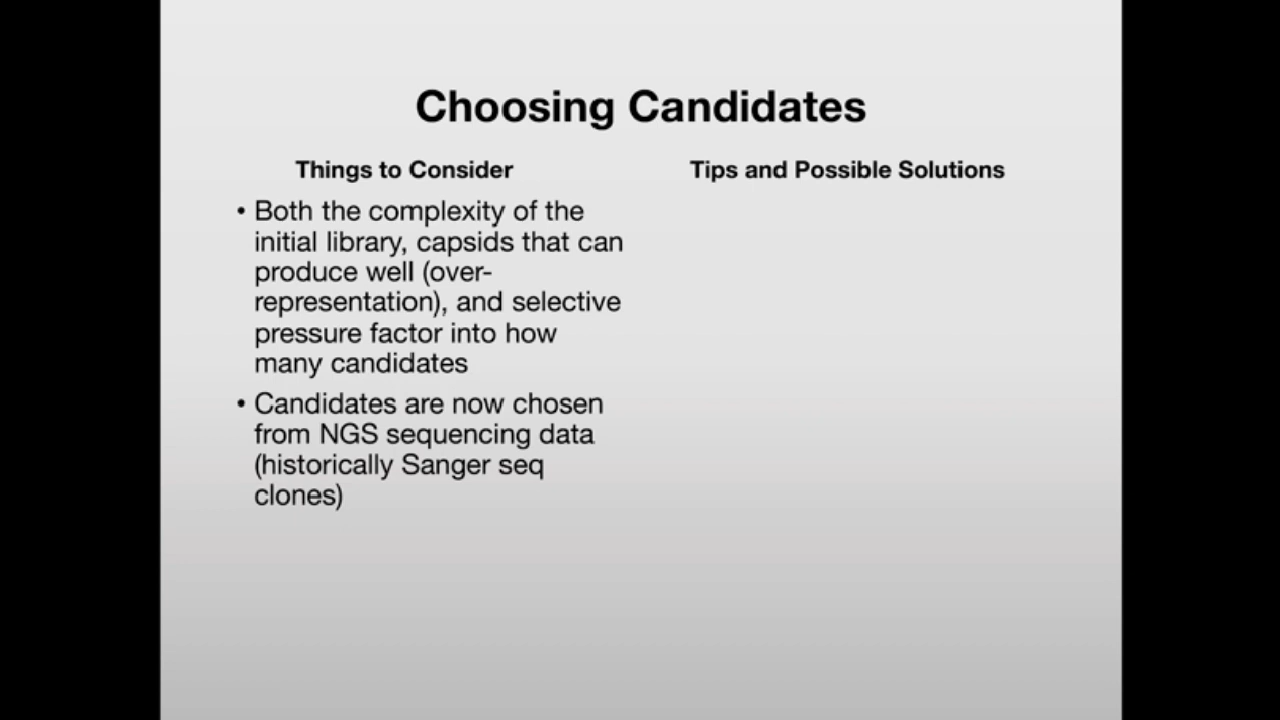 Choosing Candidates
Things to Consider
Tips and Possible Solutions
• Both the complexity of the
initial library, capsids that can
produce well (over-
representation), and selective
pressure factor into how
many candidates
• Candidates are now chosen
from NGS sequencing data
(historically Sanger seq
clones)